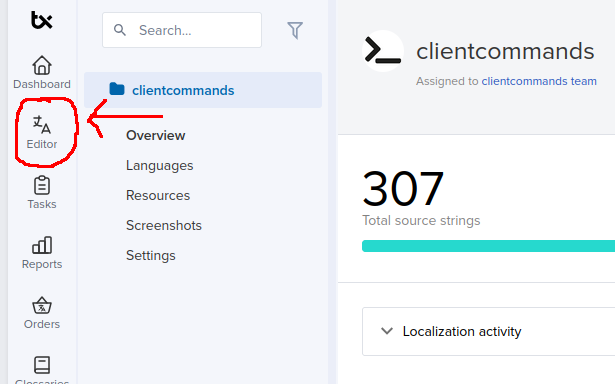 tx
Dashboard
Editor
Tasks
Reports
Orders
Glossaries
Search...
clientcommands
Overview
Languages
Resources
Screenshots
Settings
clientcommands
Assigned to clientcommands team
307
Total source strings
Localization activity